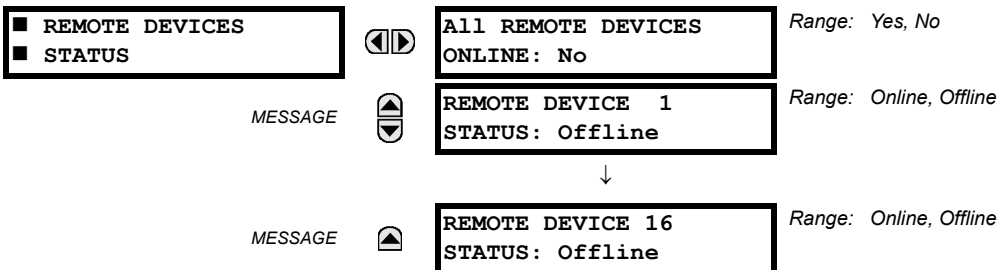 ■ REMOTE DEVICES
■ STATUS
All REMOTE DEVICES
ONLINE: No
Range: Yes, No
MESSAGE
REMOTE DEVICE 1
STATUS: Offline
Range: Online, Offline
↓
MESSAGE
REMOTE DEVICE 16
STATUS: Offline
Range: Online, Offline